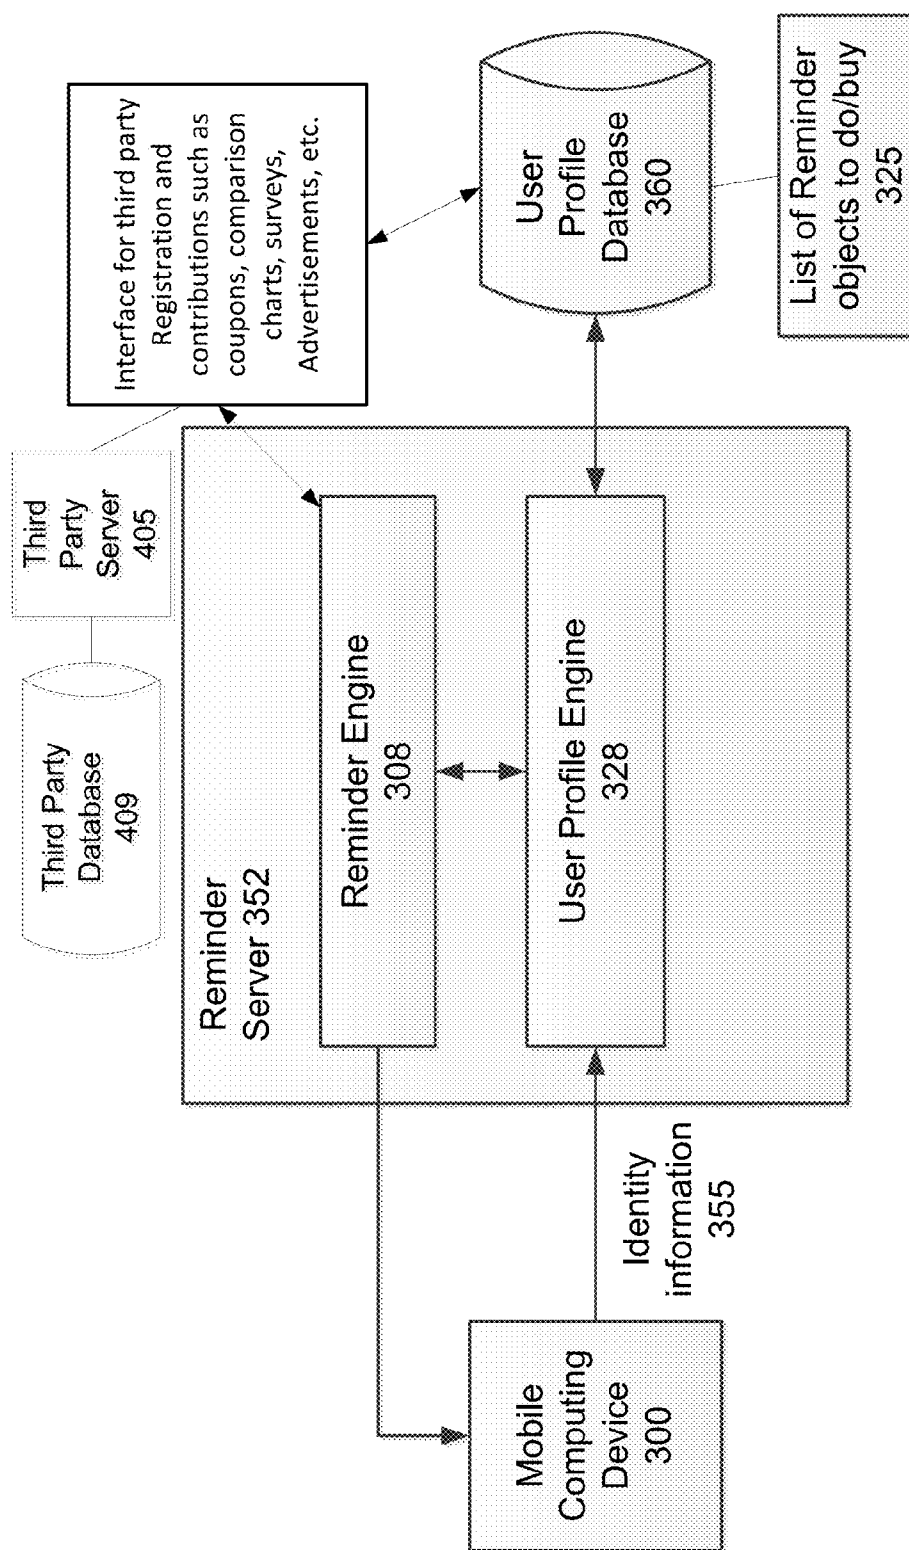 Third Party
Database
409
Third
Party
Server
405
Interface for third party
Registration and
contributions such as
coupons, comparison
charts, surveys,
Advertisements, etc.
Reminder
Server 352
Reminder Engine
308
User Profile Engine
328
User
Profile
Database
360
Identity
information
355
Mobile
Computing
Device
300
List of Reminder
objects to do/buy
325